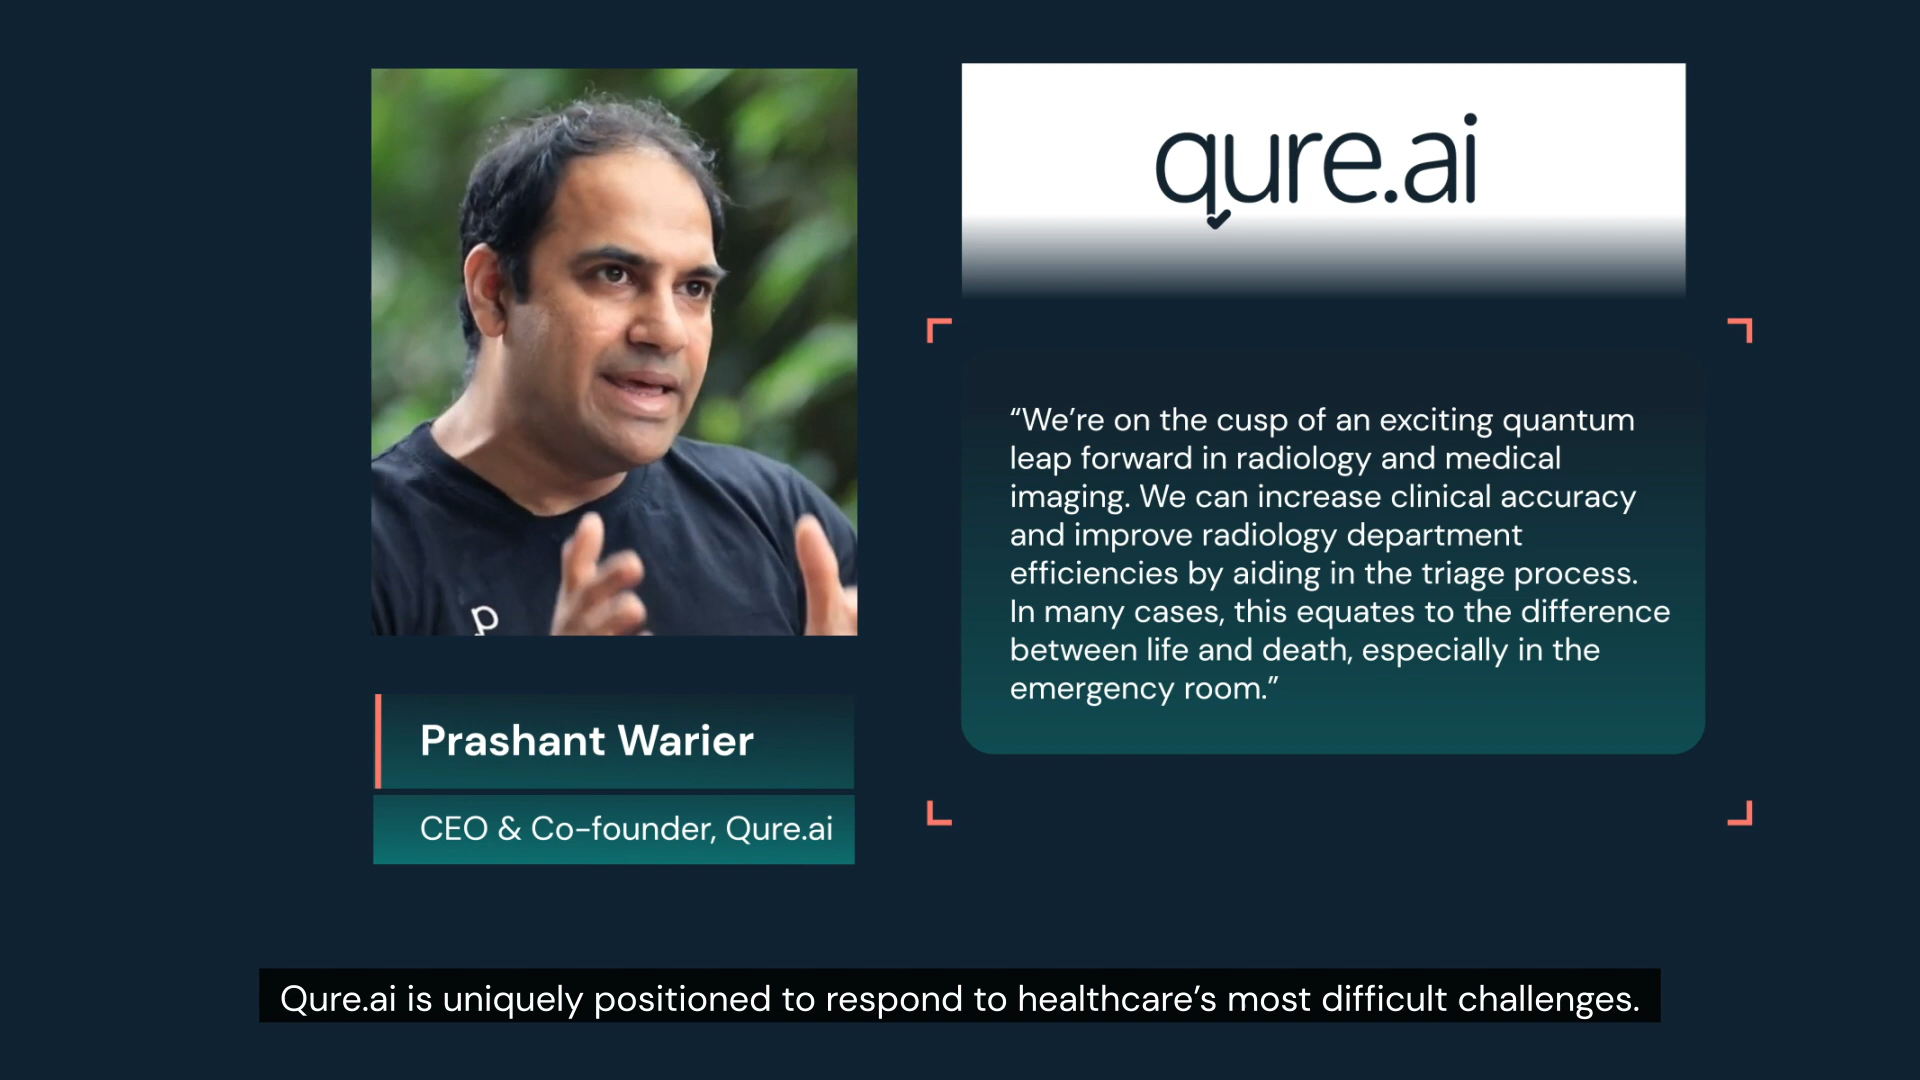 qure.ai
“We’re on the cusp of an exciting quantum
leap forward in radiology and medical
imaging. We can increase clinical accuracy
and improve radiology department
efficiencies by aiding in the triage process.
In many cases, this equates to the difference
between life and death, especially in the
emergency room.”
p
Prashant Warier
CEO & Co-founder, Qure.ai
Qure.ai is uniquely positioned to respond to healthcare’s most difficult challenges.